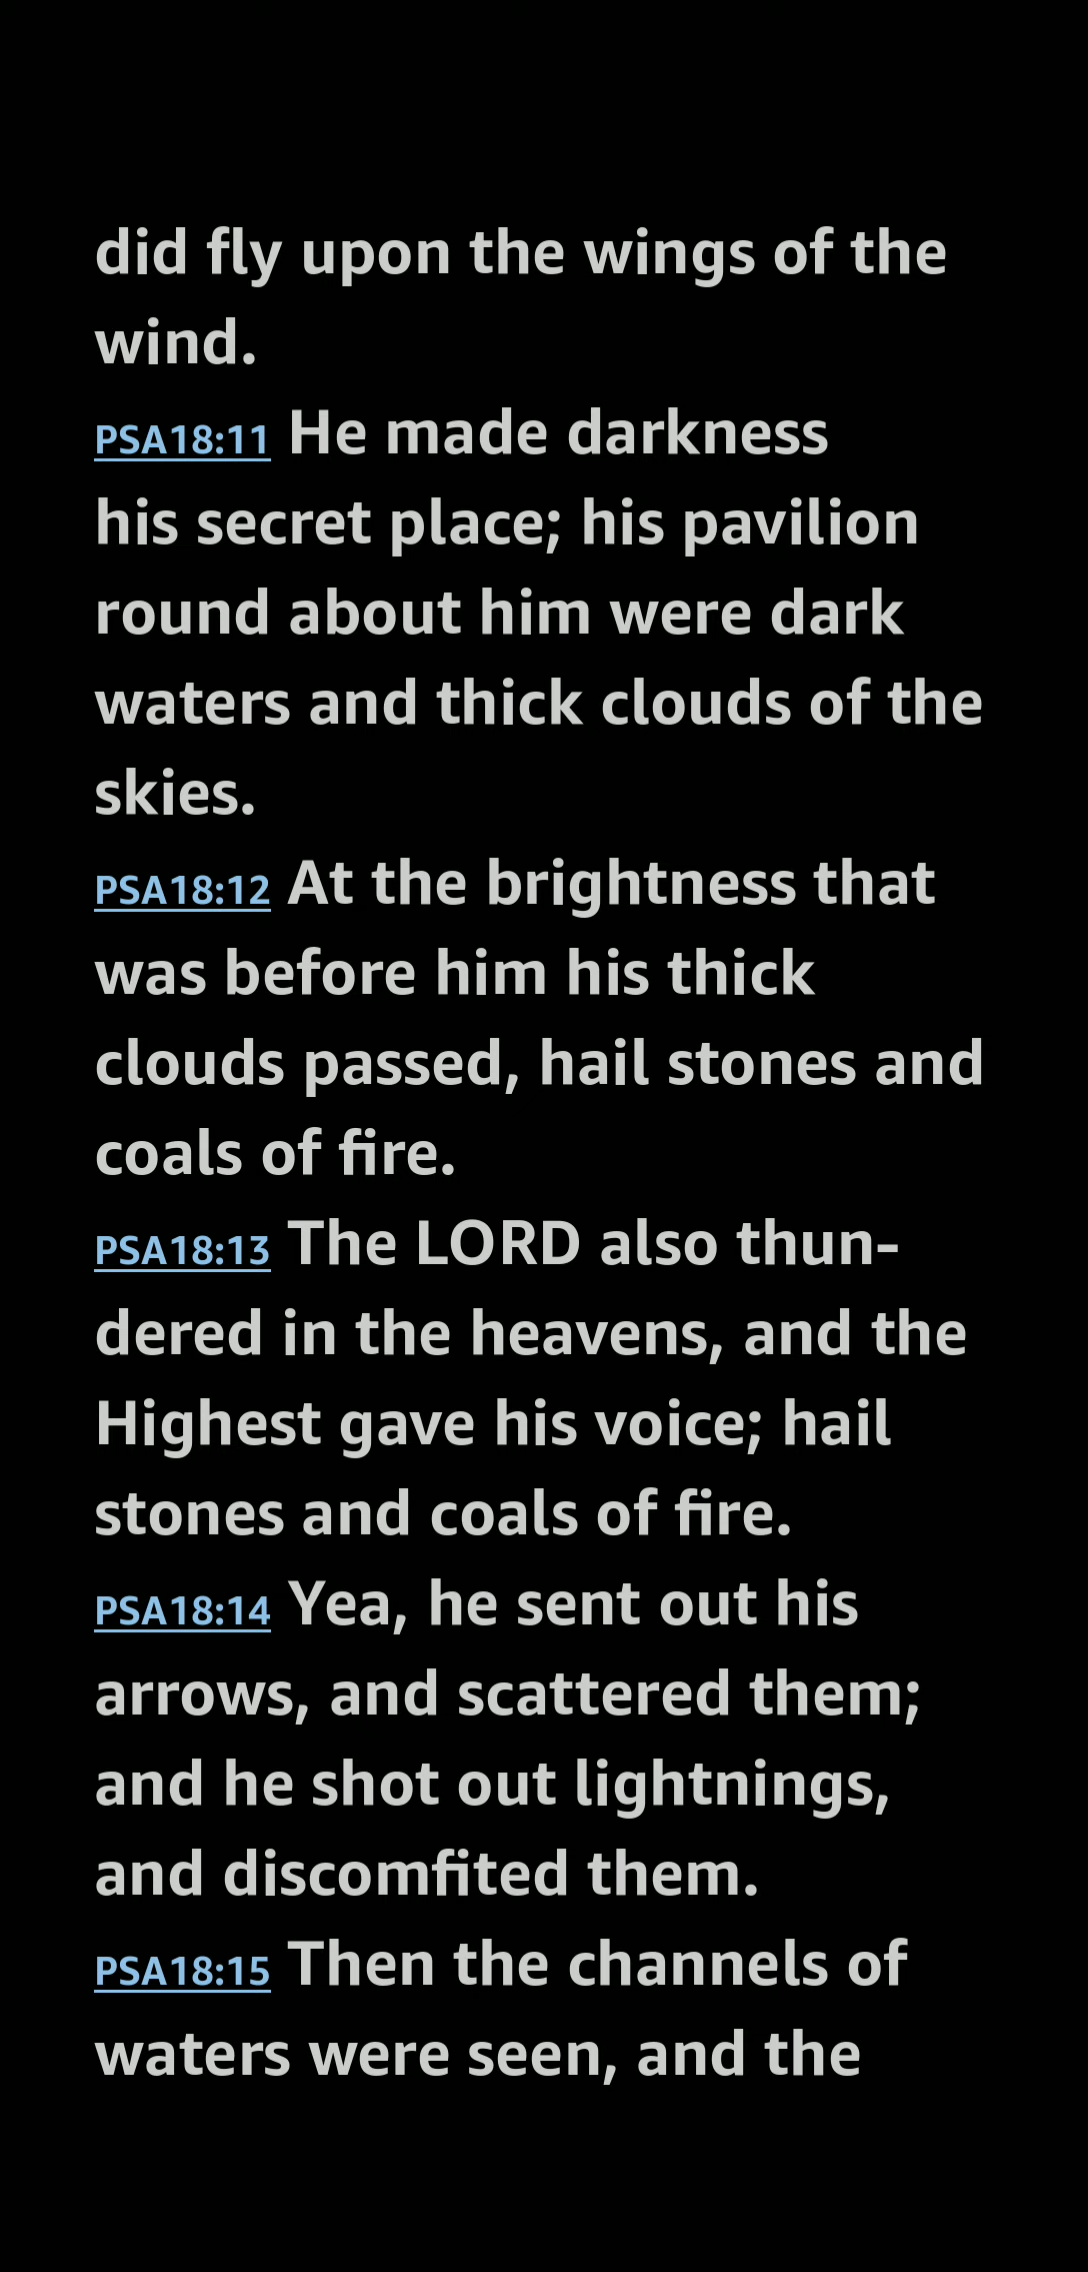 did fly upon the wings of the
wind.
PSA18:11 He made darkness
his secret place; his pavilion
round about him were dark
waters and thick clouds of the
skies.
PSA18:12 At the brightness that
was before him his thick
clouds passed, hail stones and
coals of fire.
PSA18:13 The LORD also thun-
dered in the heavens, and the
Highest gave his voice; hail
stones and coals of fire.
PSA18:14 Yea, he sent out his
arrows, and scattered them;
and he shot out lightnings,
and discomfited them.
PSA18:15 Then the channels of
waters were seen, and the